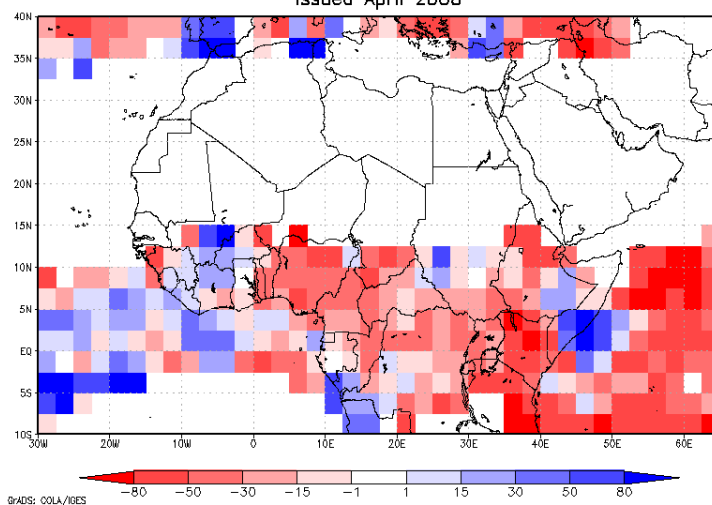 Issued April 2008
40N
35N
30N
25N
20N
15N
10N
5N
EQ
5S
10S
30W 20W 10W 0 10E 20E 30E 40E 50E 60E
-80 -50 -30 -15 -1 1 15 30 50 80
GrADS: COLA/IGES